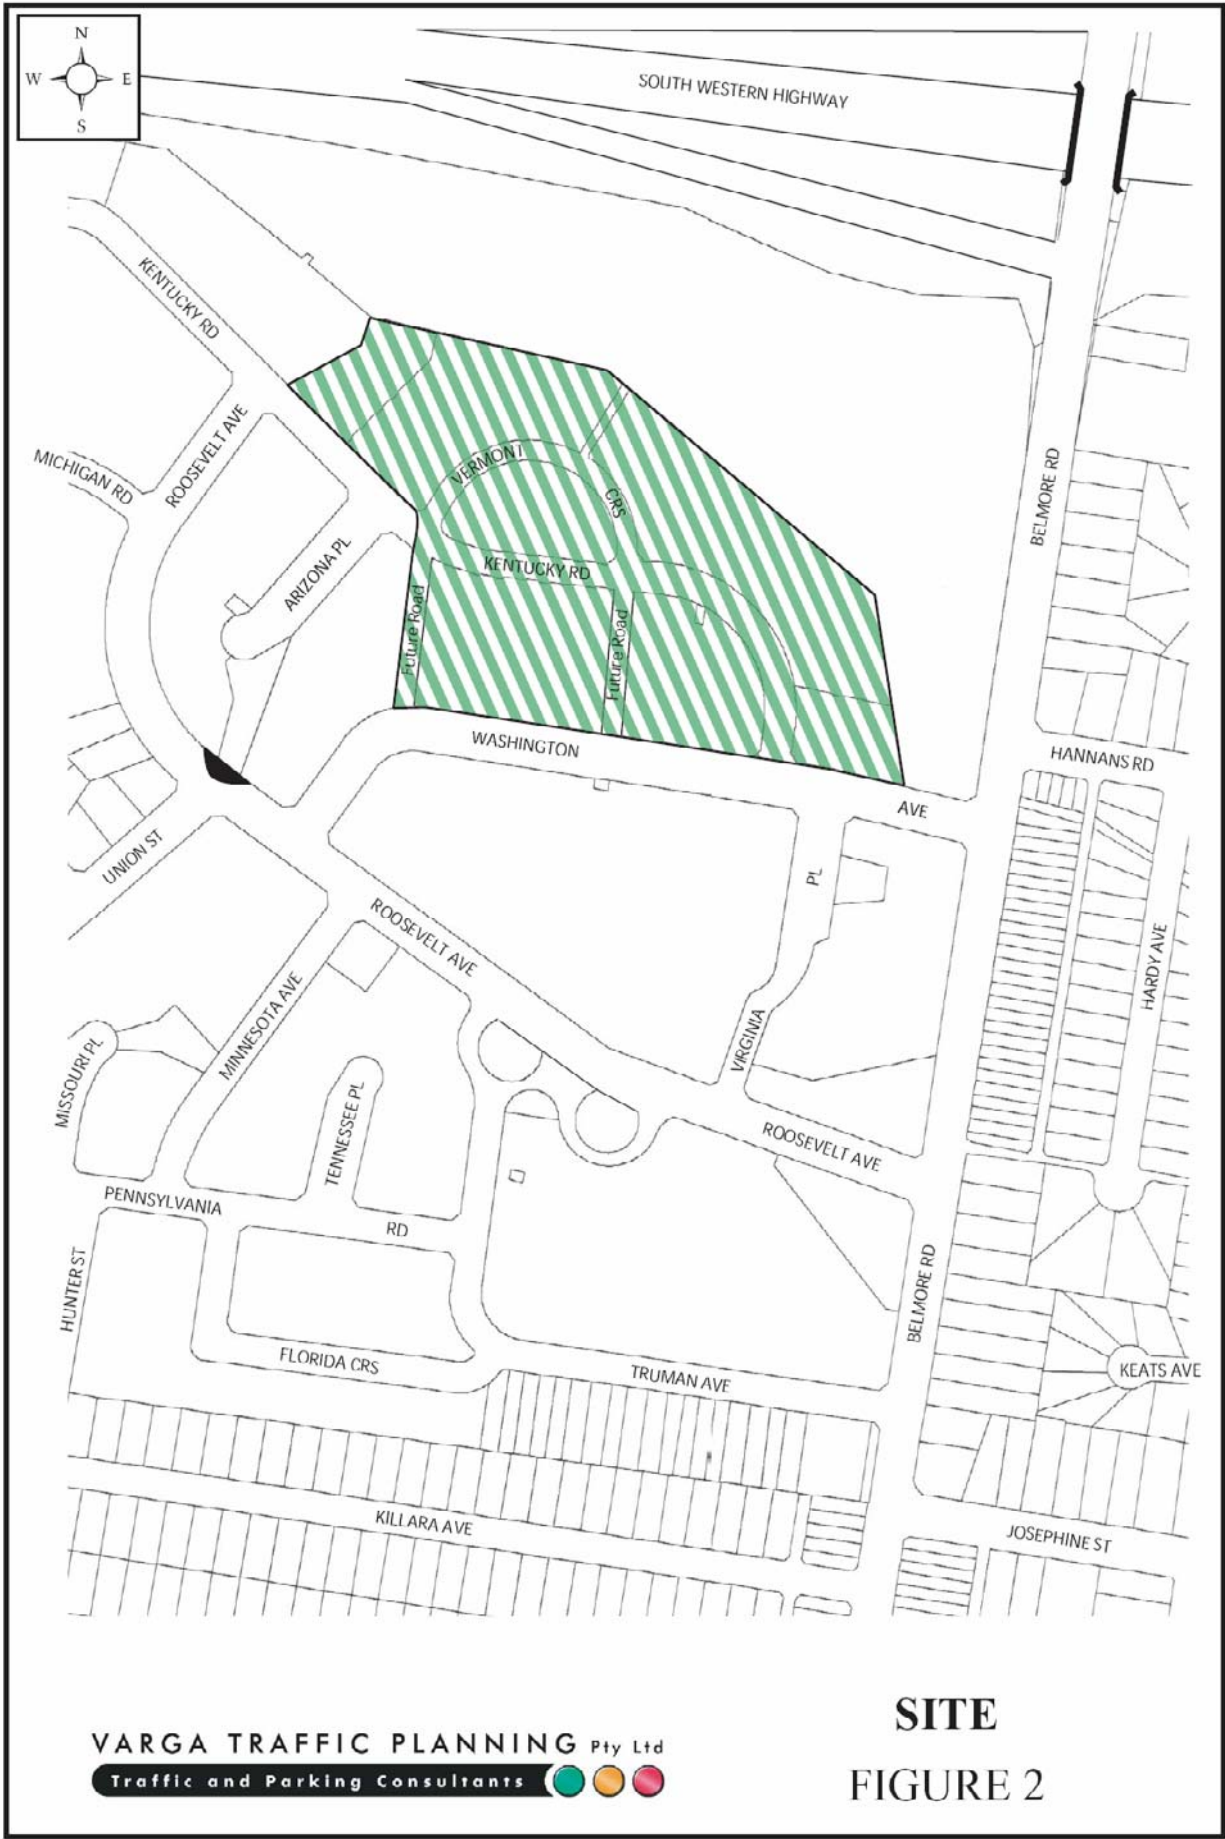 N
W E
S
SOUTH WESTERN HIGHWAY
KENTUCKY RD
ROOSEVELT AVE
MICHIGAN RD
VERMONT
CRS
BELMORE RD
ARIZONA PL
KENTUCKY RD
Future Road
Future Road
WASHINGTON
AVE
HANNANS RD
UNION ST
PL
ROOSEVELT AVE
HARDY AVE
MINNESOTA AVE
VIRGINIA
MISSOURI PL
TENNESSEE PL
ROOSEVELT AVE
PENNSYLVANIA
RD
HUNTER ST
BELMORE RD
FLORIDA CRS
TRUMAN AVE
KEATS AVE
KILLARA AVE
JOSEPHINE ST
VARGA TRAFFIC PLANNING Pty Ltd
Traffic and Parking Consultants
SITE
FIGURE 2